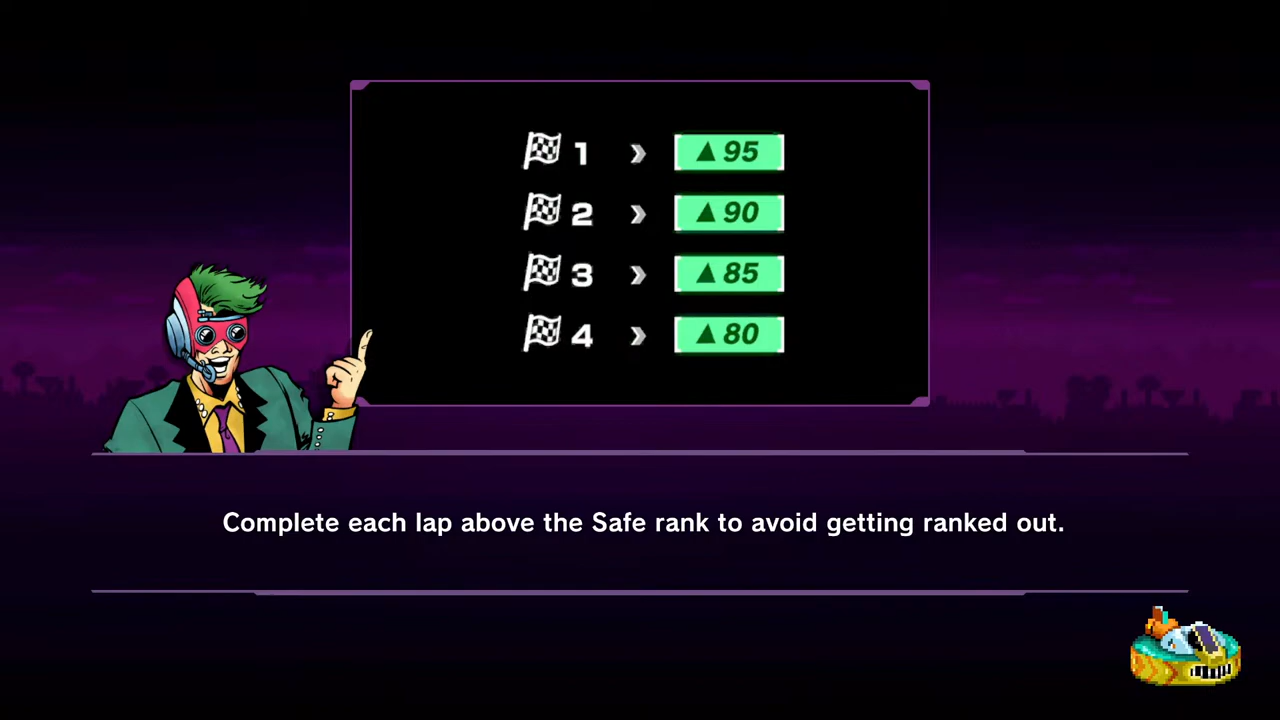 1 » ▲95
2 » ▲90
3 » ▲85
4 » ▲80
Complete each lap above the Safe rank to avoid getting ranked out.